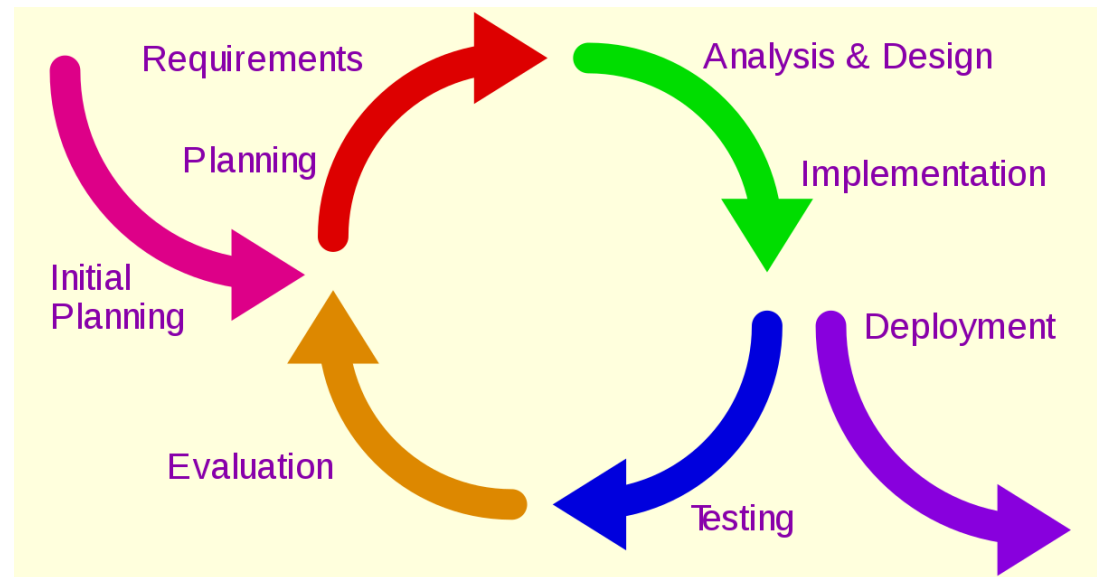 Requirements
Analysis & Design
Planning
Implementation
Initial
Planning
Deployment
Evaluation
Testing